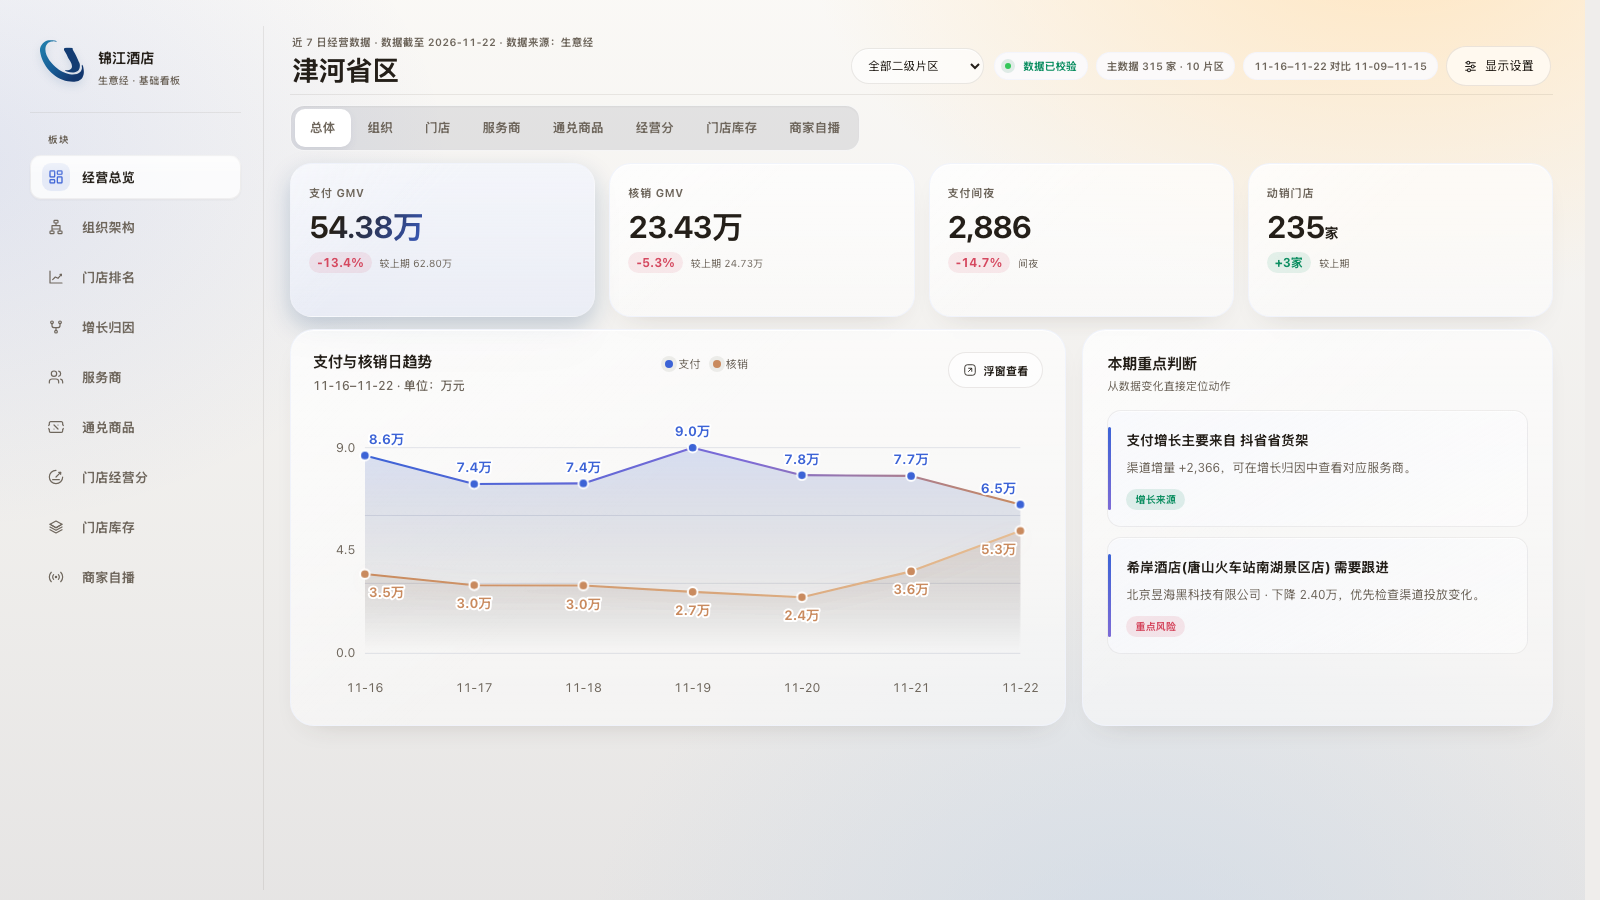 锦江酒店
生意经 · 基础看板
板块
经营总览
组织架构
门店排名
增长归因
服务商
通兑商品
门店经营分
门店库存
商家自播
近 7 日经营数据 · 数据截至 2026-11-22 · 数据来源：生意经
津河省区
全部二级片区
数据已校验
主数据 315 家 · 10 片区
11-16–11-22 对比 11-09–11-15
显示设置
总体
组织
门店
服务商
通兑商品
经营分
门店库存
商家自播
支付 GMV
54.38万
-13.4% 较上期 62.80万
核销 GMV
23.43万
-5.3% 较上期 24.73万
支付间夜
2,886
-14.7% 间夜
动销门店
235家
+3家 较上期
支付与核销日趋势
11-16–11-22 · 单位：万元
支付 核销
浮窗查看
9.0
4.5
0.0
8.6万
7.4万
7.4万
9.0万
7.8万
7.7万
6.5万
3.5万
3.0万
3.0万
2.7万
2.4万
3.6万
5.3万
11-16
11-17
11-18
11-19
11-20
11-21
11-22
本期重点判断
从数据变化直接定位动作
支付增长主要来自 抖省省货架
渠道增量 +2,366，可在增长归因中查看对应服务商。
增长来源
希岸酒店(唐山火车站南湖景区店) 需要跟进
北京昱海黑科技有限公司 · 下降 2.40万，优先检查渠道投放变化。
重点风险